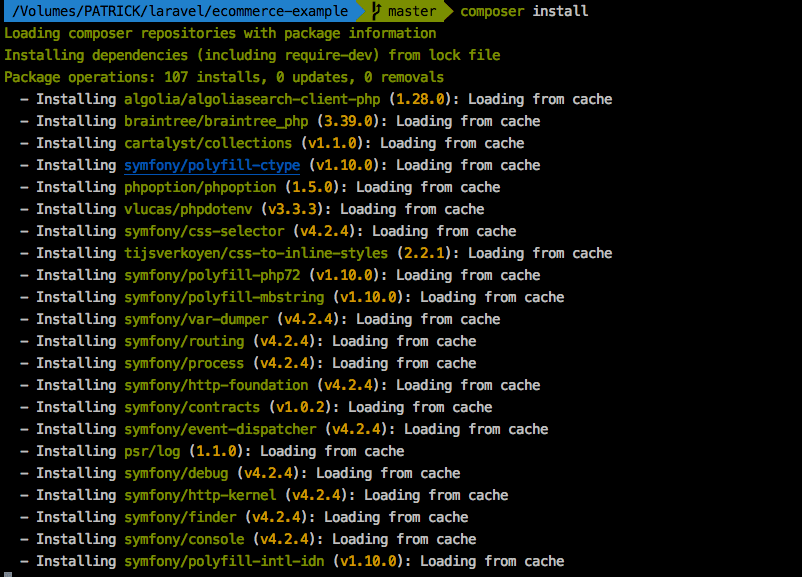 /Volumes/PATRICK/laravel/ecommerce-example master composer install
Loading composer repositories with package information
Installing dependencies (including require-dev) from lock file
Package operations: 107 installs, 0 updates, 0 removals
- Installing algolia/algoliasearch-client-php (1.28.0): Loading from cache
- Installing braintree/braintree_php (3.39.0): Loading from cache
- Installing cartalyst/collections (v1.1.0): Loading from cache
- Installing symfony/polyfill-ctype (v1.10.0): Loading from cache
- Installing phpoption/phpoption (1.5.0): Loading from cache
- Installing vlucas/phpdotenv (v3.3.3): Loading from cache
- Installing symfony/css-selector (v4.2.4): Loading from cache
- Installing tijsverkoyen/css-to-inline-styles (2.2.1): Loading from cache
- Installing symfony/polyfill-php72 (v1.10.0): Loading from cache
- Installing symfony/polyfill-mbstring (v1.10.0): Loading from cache
- Installing symfony/var-dumper (v4.2.4): Loading from cache
- Installing symfony/routing (v4.2.4): Loading from cache
- Installing symfony/process (v4.2.4): Loading from cache
- Installing symfony/http-foundation (v4.2.4): Loading from cache
- Installing symfony/contracts (v1.0.2): Loading from cache
- Installing symfony/event-dispatcher (v4.2.4): Loading from cache
- Installing psr/log (1.1.0): Loading from cache
- Installing symfony/debug (v4.2.4): Loading from cache
- Installing symfony/http-kernel (v4.2.4): Loading from cache
- Installing symfony/finder (v4.2.4): Loading from cache
- Installing symfony/console (v4.2.4): Loading from cache
- Installing symfony/polyfill-intl-idn (v1.10.0): Loading from cache